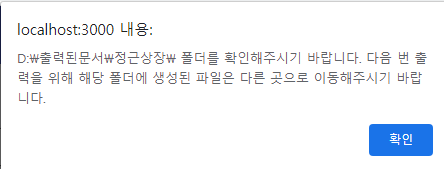 localhost:3000 내용:
D:₩출력된문서₩정근상장₩ 폴더를 확인해주시기 바랍니다. 다음 번 출
력을 위해 해당 폴더에 생성된 파일은 다른 곳으로 이동해주시기 바랍
니다.
확인